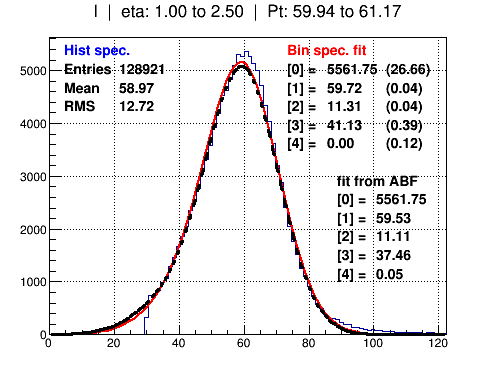 I | eta: 1.00 to 2.50 | Pt: 59.94 to 61.17
Hist spec.
Entries 128921
Mean 58.97
RMS 12.72
Bin spec. fit
[0] = 5561.75 (26.66)
[1] = 59.72 (0.04)
[2] = 11.31 (0.04)
[3] = 41.13 (0.39)
[4] = 0.00 (0.12)
fit from ABF
[0] = 5561.75
[1] = 59.53
[2] = 11.11
[3] = 37.46
[4] = 0.05
5000
4000
3000
2000
1000
0
0 20 40 60 80 100 120